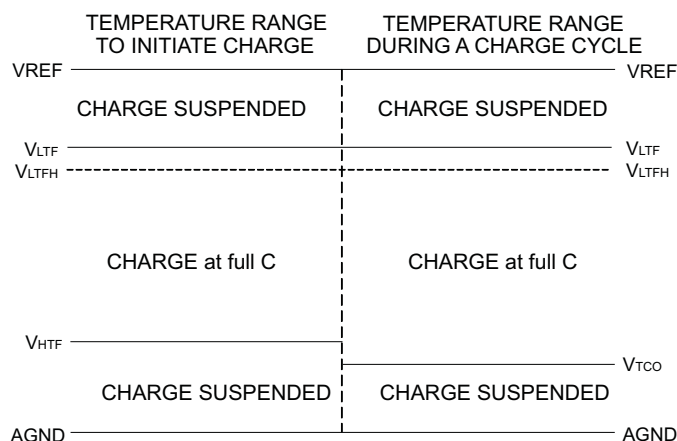 TEMPERATURE RANGE
TO INITIATE CHARGE
TEMPERATURE RANGE
DURING A CHARGE CYCLE
VREF
VREF
CHARGE SUSPENDED
CHARGE SUSPENDED
VLTF
VLTF
VLTFH
VLTFH
CHARGE at full C
CHARGE at full C
VHTF
VTCO
CHARGE SUSPENDED
CHARGE SUSPENDED
AGND
AGND